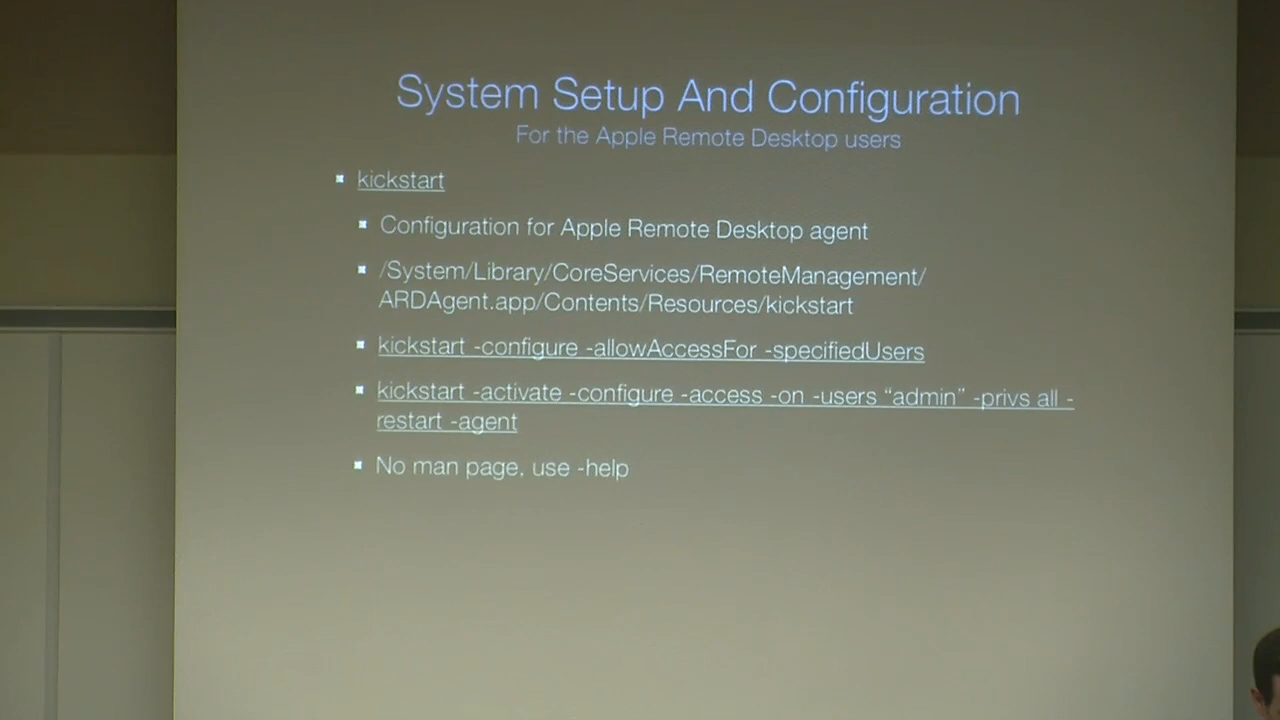 System Setup And Configuration
For the Apple Remote Desktop users
kickstart
Configuration for Apple Remote Desktop agent
/System/Library/CoreServices/RemoteManagement/
ARDAgent.app/Contents/Resources/kickstart
kickstart -configure -allowAccessFor -specifiedUsers
kickstart -activate -configure -access -on -users “admin” -privs all -
restart -agent
No man page, use -help